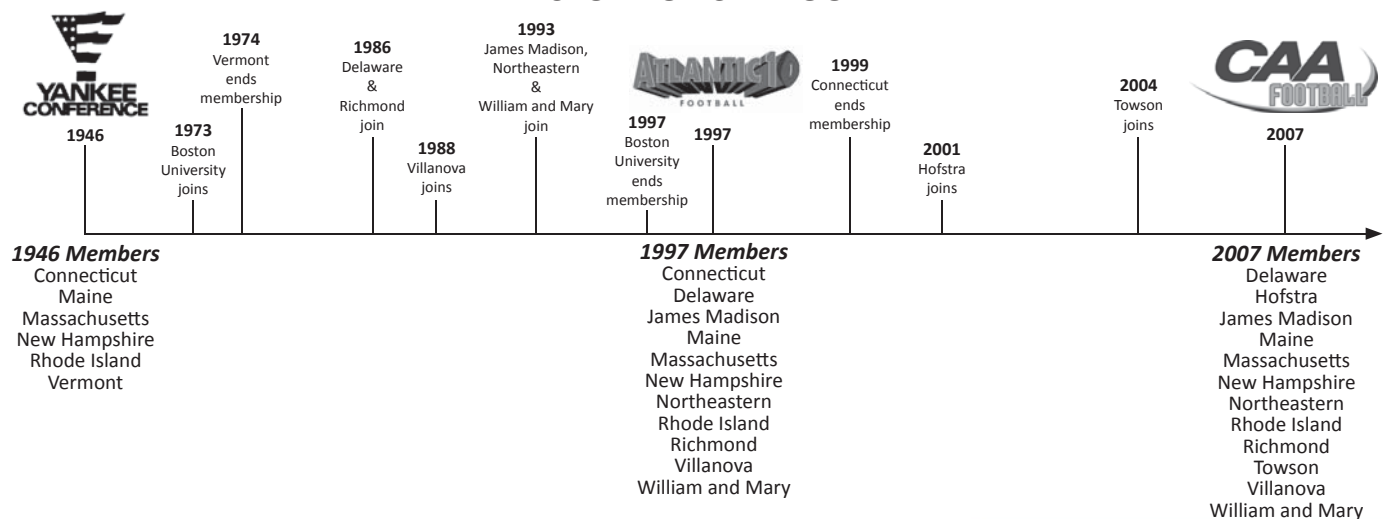 YANKEE
CONFERENCE
1946
1973
Boston
University
joins
1974
Vermont
ends
membership
1986
Delaware
&
Richmond
join
1988
Villanova
joins
1993
James Madison,
Northeastern
&
William and Mary
join
1997
Boston
University
ends
membership
ATLANTIC 10
FOOTBALL
1997
1999
Connecticut
ends
membership
2001
Hofstra
joins
2004
Towson
joins
CAA
FOOTBALL
2007
1946 Members
Connecticut
Maine
Massachusetts
New Hampshire
Rhode Island
Vermont
1997 Members
Connecticut
Delaware
James Madison
Maine
Massachusetts
New Hampshire
Northeastern
Rhode Island
Richmond
Villanova
William and Mary
2007 Members
Delaware
Hofstra
James Madison
Maine
Massachusetts
New Hampshire
Northeastern
Rhode Island
Richmond
Towson
Villanova
William and Mary